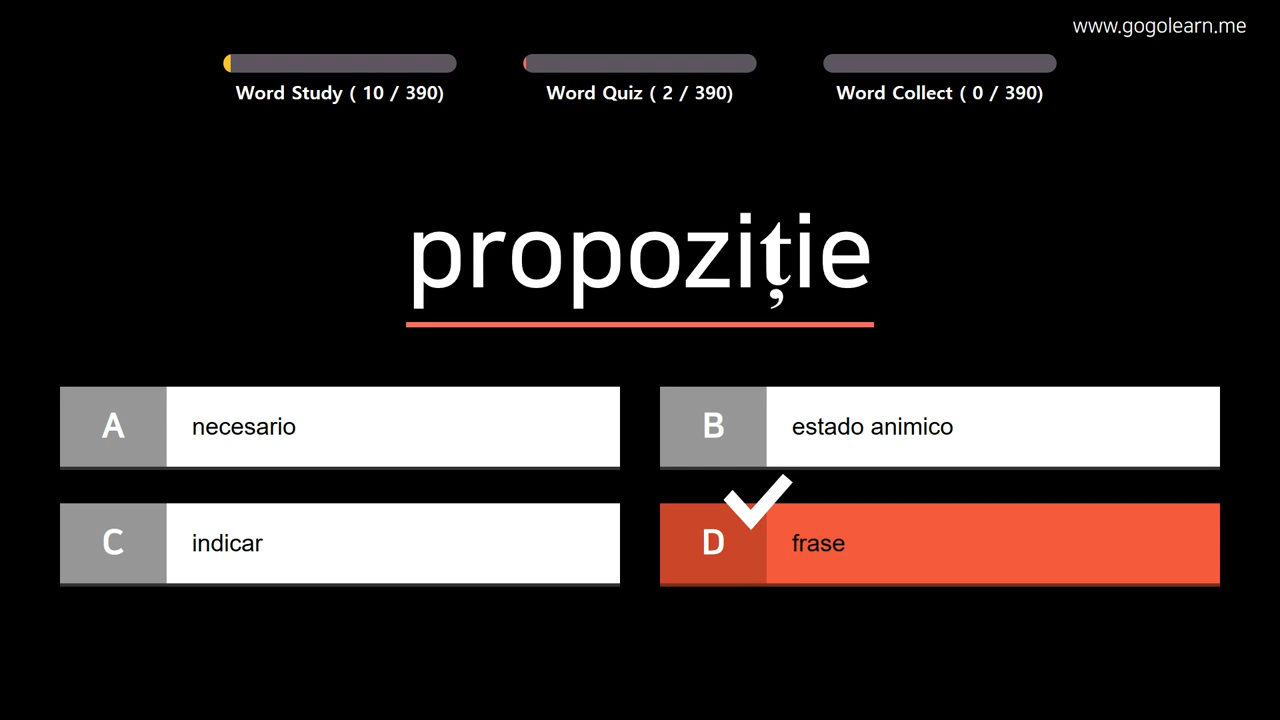 www.gogolearn.me
Word Study ( 10 / 390)
Word Quiz ( 2 / 390)
Word Collect ( 0 / 390)
propoziție
A necesario
B estado animico
C indicar
D frase